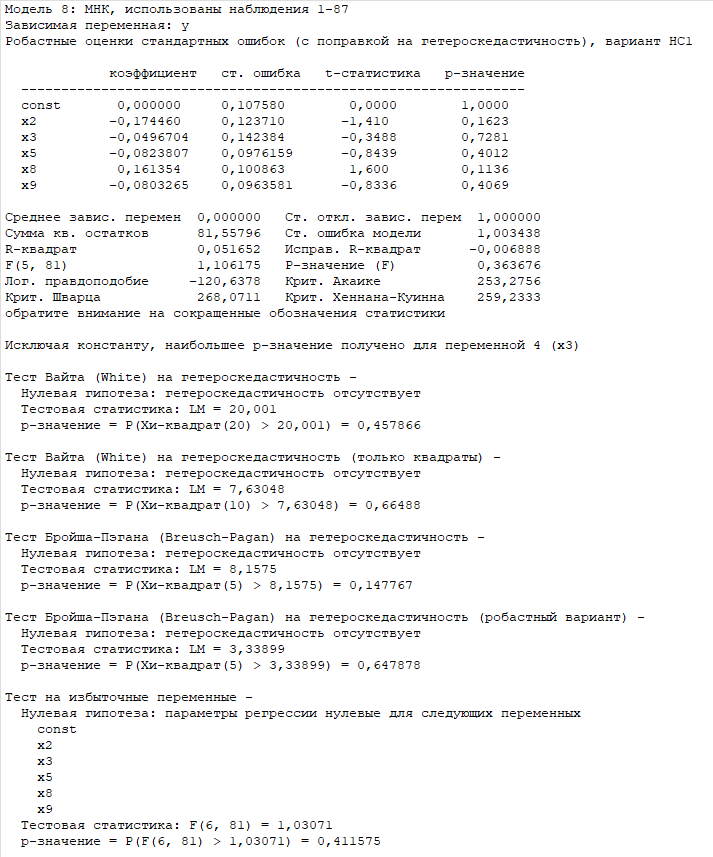 Модель 8: МНК, использованы наблюдения 1-87
Зависимая переменная: y
Робастные оценки стандартных ошибок (с поправкой на гетероскедастичность), вариант HC1
коэффициент ст. ошибка t-статистика p-значение
-------------------------------------------------------------
const 0,000000 0,107580 0,0000 1,0000
x2 −0,174460 0,123710 −1,410 0,1623
x3 −0,0496704 0,142384 −0,3488 0,7281
x5 −0,0823807 0,0976159 −0,8439 0,4012
x8 0,161354 0,100863 1,600 0,1136
x9 −0,0803265 0,0963581 −0,8336 0,4069
Среднее завис. перемен 0,000000 Ст. откл. завис. перем 1,000000
Сумма кв. остатков 81,55796 Ст. ошибка модели 1,003438
R-квадрат 0,051652 Исправ. R-квадрат −0,006888
F(5, 81) 1,106175 Р-значение (F) 0,363676
Лог. правдоподобие −120,6378 Крит. Акаике 253,2756
Крит. Шварца 268,0711 Крит. Хеннана-Куинна 259,2333
обратите внимание на сокращенные обозначения статистики
Исключая константу, наибольшее р-значение получено для переменной 4 (x3)
Тест Вайта (White) на гетероскедастичность -
Нулевая гипотеза: гетероскедастичность отсутствует
Тестовая статистика: LM = 20,001
р-значение = P(Хи-квадрат(20) > 20,001) = 0,457866
Тест Вайта (White) на гетероскедастичность (только квадраты) -
Нулевая гипотеза: гетероскедастичность отсутствует
Тестовая статистика: LM = 7,63048
р-значение = P(Хи-квадрат(10) > 7,63048) = 0,66488
Тест Бройша-Пэгана (Breusch-Pagan) на гетероскедастичность -
Нулевая гипотеза: гетероскедастичность отсутствует
Тестовая статистика: LM = 8,1575
р-значение = P(Хи-квадрат(5) > 8,1575) = 0,147767
Тест Бройша-Пэгана (Breusch-Pagan) на гетероскедастичность (робастный вариант) -
Нулевая гипотеза: гетероскедастичность отсутствует
Тестовая статистика: LM = 3,33899
р-значение = P(Хи-квадрат(5) > 3,33899) = 0,647878
Тест на избыточные переменные -
Нулевая гипотеза: параметры регрессии нулевые для следующих переменных
const
x2
x3
x5
x8
x9
Тестовая статистика: F(6, 81) = 1,03071
р-значение = P(F(6, 81) > 1,03071) = 0,411575